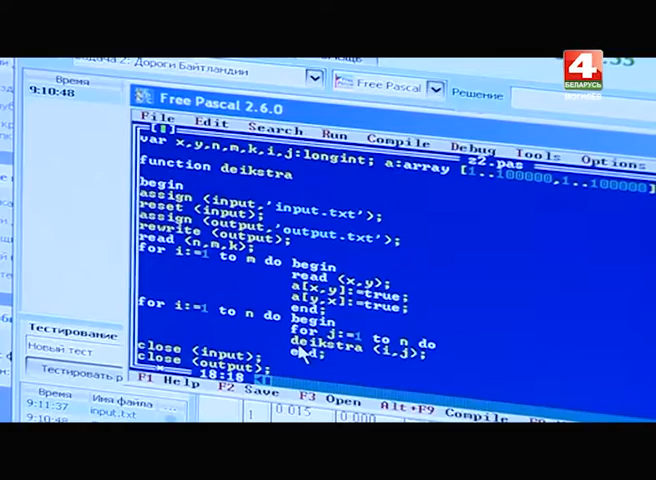 4
БЕЛАРУСЬ
МОГИЛЕВ
Задача 2: Дороги Байтландии
Free Pascal
Решение
Время
9:10:48
Free Pascal 2.6.0
File Edit Search Run Compile Debug Tools Options
z2.pas
var x,y,n,m,k,i,j:longint; a:array [1..100000,1..100000]
function deikstra
begin
assign (input,'input.txt');
reset (input);
assign (output,'output.txt');
rewrite (output);
read (n,m,k);
for i:=1 to m do begin
read (x,y);
a[x,y]:=true;
a[y,x]:=true;
end;
for i:=1 to n do begin
for j:=1 to n do
deikstra (i,j);
end;
close (input);
close (output);
18:18
F1 Help F2 Save F3 Open Alt+F9 Compile
Тестирование
Новый тест
Тестировать
Время Имя файла
9:11:37 input.txt
9:10:48
1 0 015 0 000